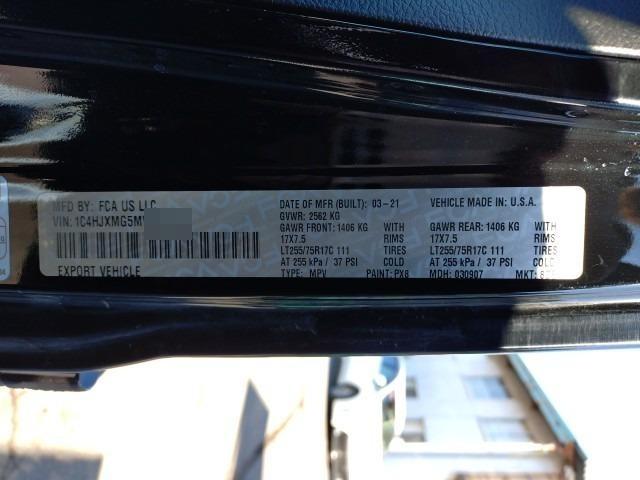 MFD BY: FCA US LLC
VIN: 1C4HJXMG5M
EXPORT VEHICLE
DATE OF MFR (BUILT): 03-21
GVWR: 2562 KG
GAWR FRONT: 1406 KG WITH
17X7.5 RIMS
LT255/75R17C 111 TIRES
AT 255 kPa / 37 PSI COLD
TYPE: MPV PAINT: PX8
VEHICLE MADE IN: U.S.A.
GAWR REAR: 1406 KG WITH
17X7.5 RIMS
LT255/75R17C 111 TIRES
AT 255 kPa / 37 PSI COLD
MDH: 030907 MKT: